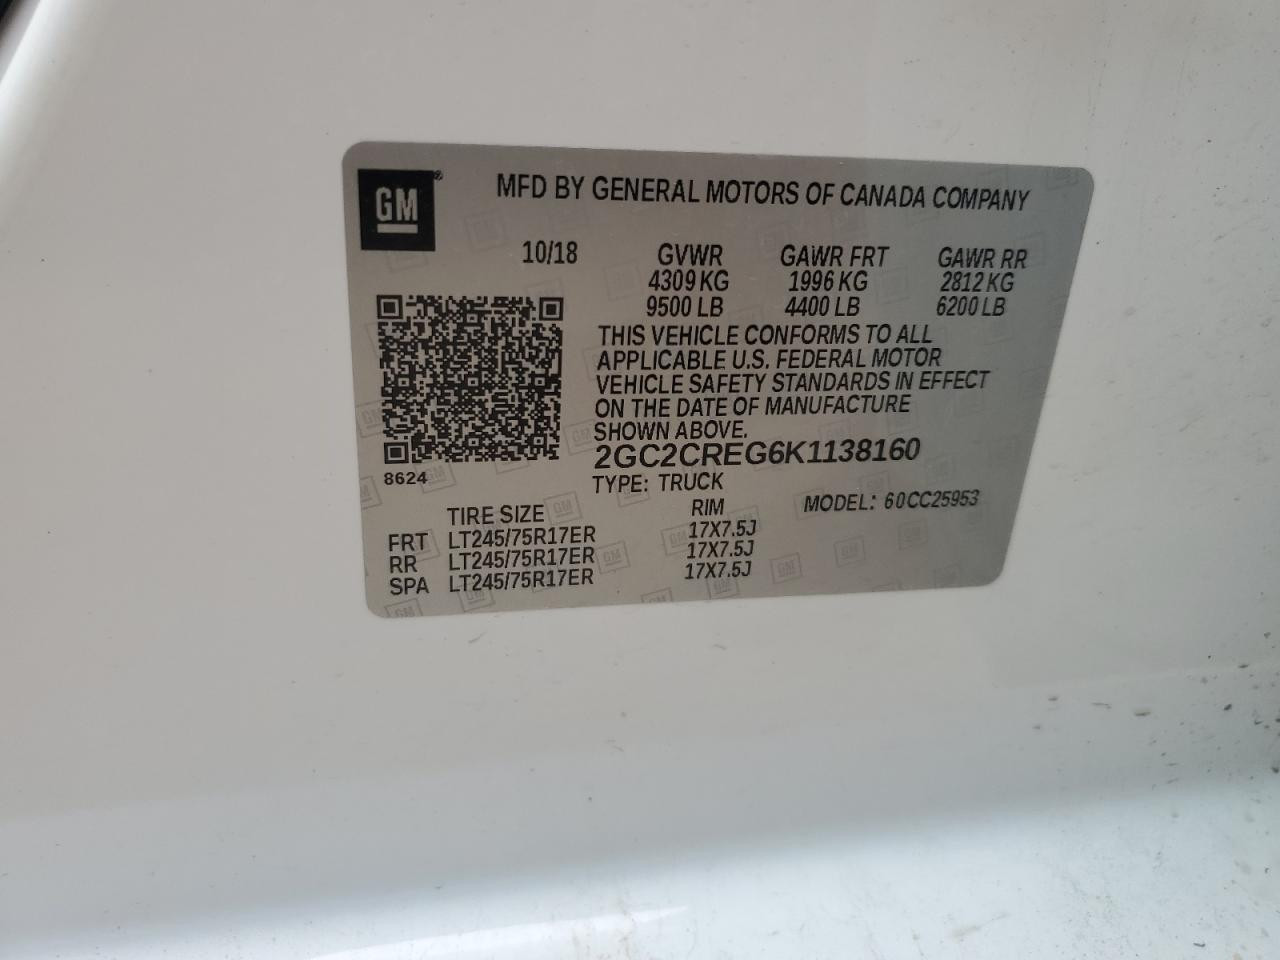 GM®
MFD BY GENERAL MOTORS OF CANADA COMPANY
10/18 GVWR GAWR FRT GAWR RR
4309 KG 1996 KG 2812 KG
9500 LB 4400 LB 6200 LB
THIS VEHICLE CONFORMS TO ALL
APPLICABLE U.S. FEDERAL MOTOR
VEHICLE SAFETY STANDARDS IN EFFECT
ON THE DATE OF MANUFACTURE
SHOWN ABOVE.
2GC2CREG6K1138160
8624
TYPE: TRUCK
MODEL: 60CC25953
TIRE SIZE RIM
FRT LT245/75R17ER 17X7.5J
RR LT245/75R17ER 17X7.5J
SPA LT245/75R17ER 17X7.5J